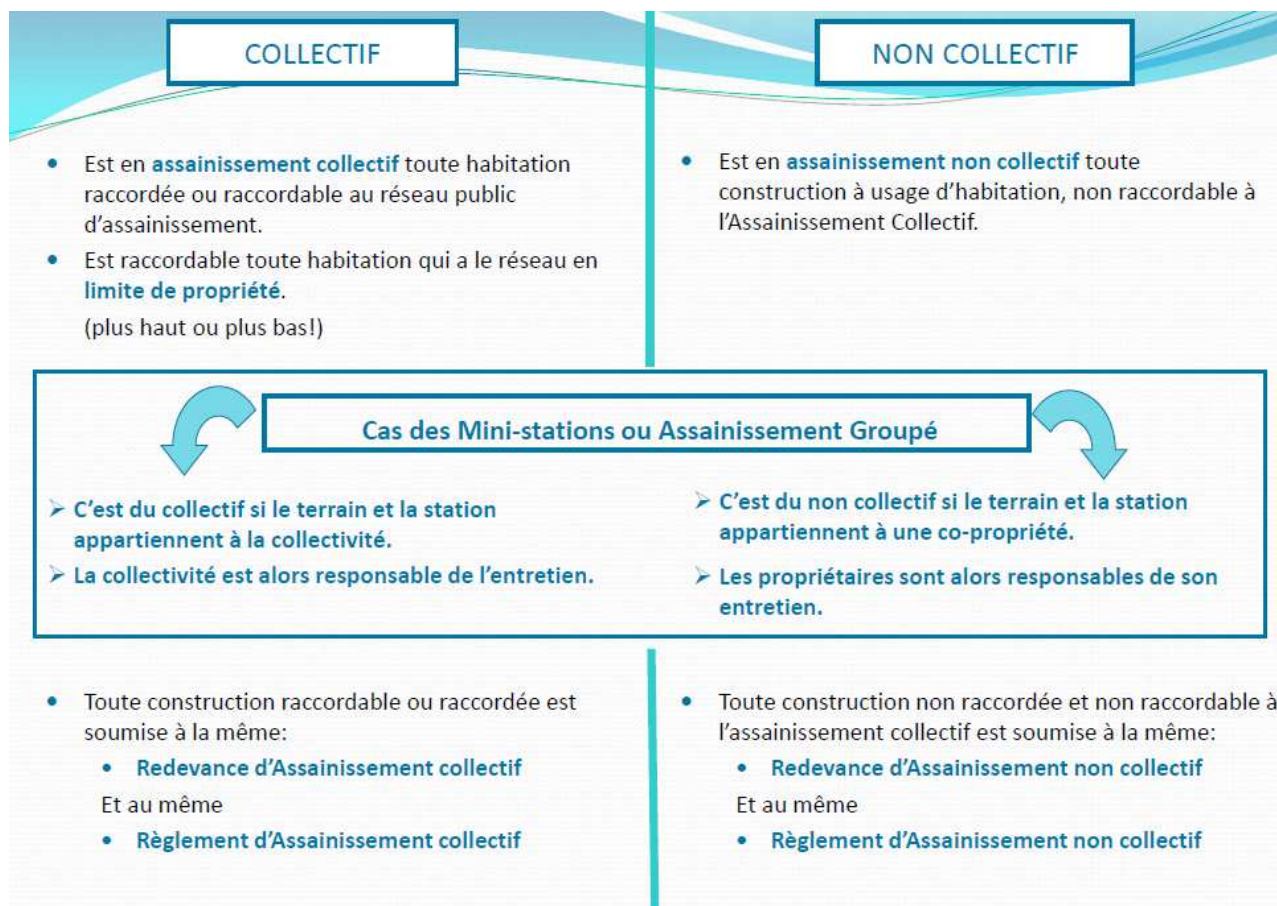 COLLECTIF
Est en assainissement collectif toute habitation
raccordée ou raccordable au réseau public
d’assainissement.
Est raccordable toute habitation qui a le réseau en
limite de propriété.
(plus haut ou plus bas!)
NON COLLECTIF
Est en assainissement non collectif toute
construction à usage d’habitation, non raccordable à
l’Assainissement Collectif.
Cas des Mini-stations ou Assainissement Groupé
C’est du collectif si le terrain et la station
appartiennent à la collectivité.
La collectivité est alors responsable de l’entretien.
C’est du non collectif si le terrain et la station
appartiennent à une co-propriété.
Les propriétaires sont alors responsables de son
entretien.
Toute construction raccordable ou raccordée est
soumise à la même:
Redevance d’Assainissement collectif
Et au même
Règlement d’Assainissement collectif
Toute construction non raccordée et non raccordable à
l’assainissement collectif est soumise à la même:
Redevance d’Assainissement non collectif
Et au même
Règlement d’Assainissement non collectif